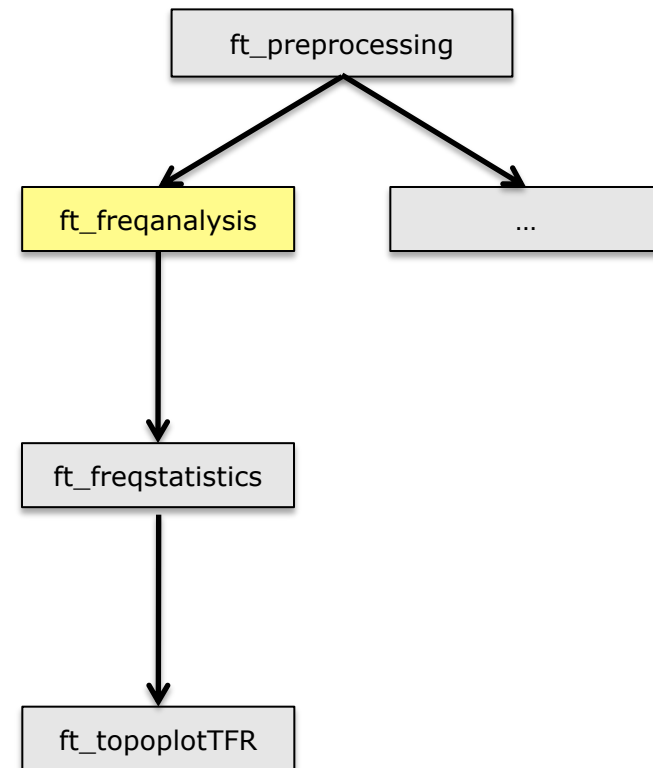 ft_preprocessing
ft_freqanalysis
…
ft_freqstatistics
ft_topoplotTFR